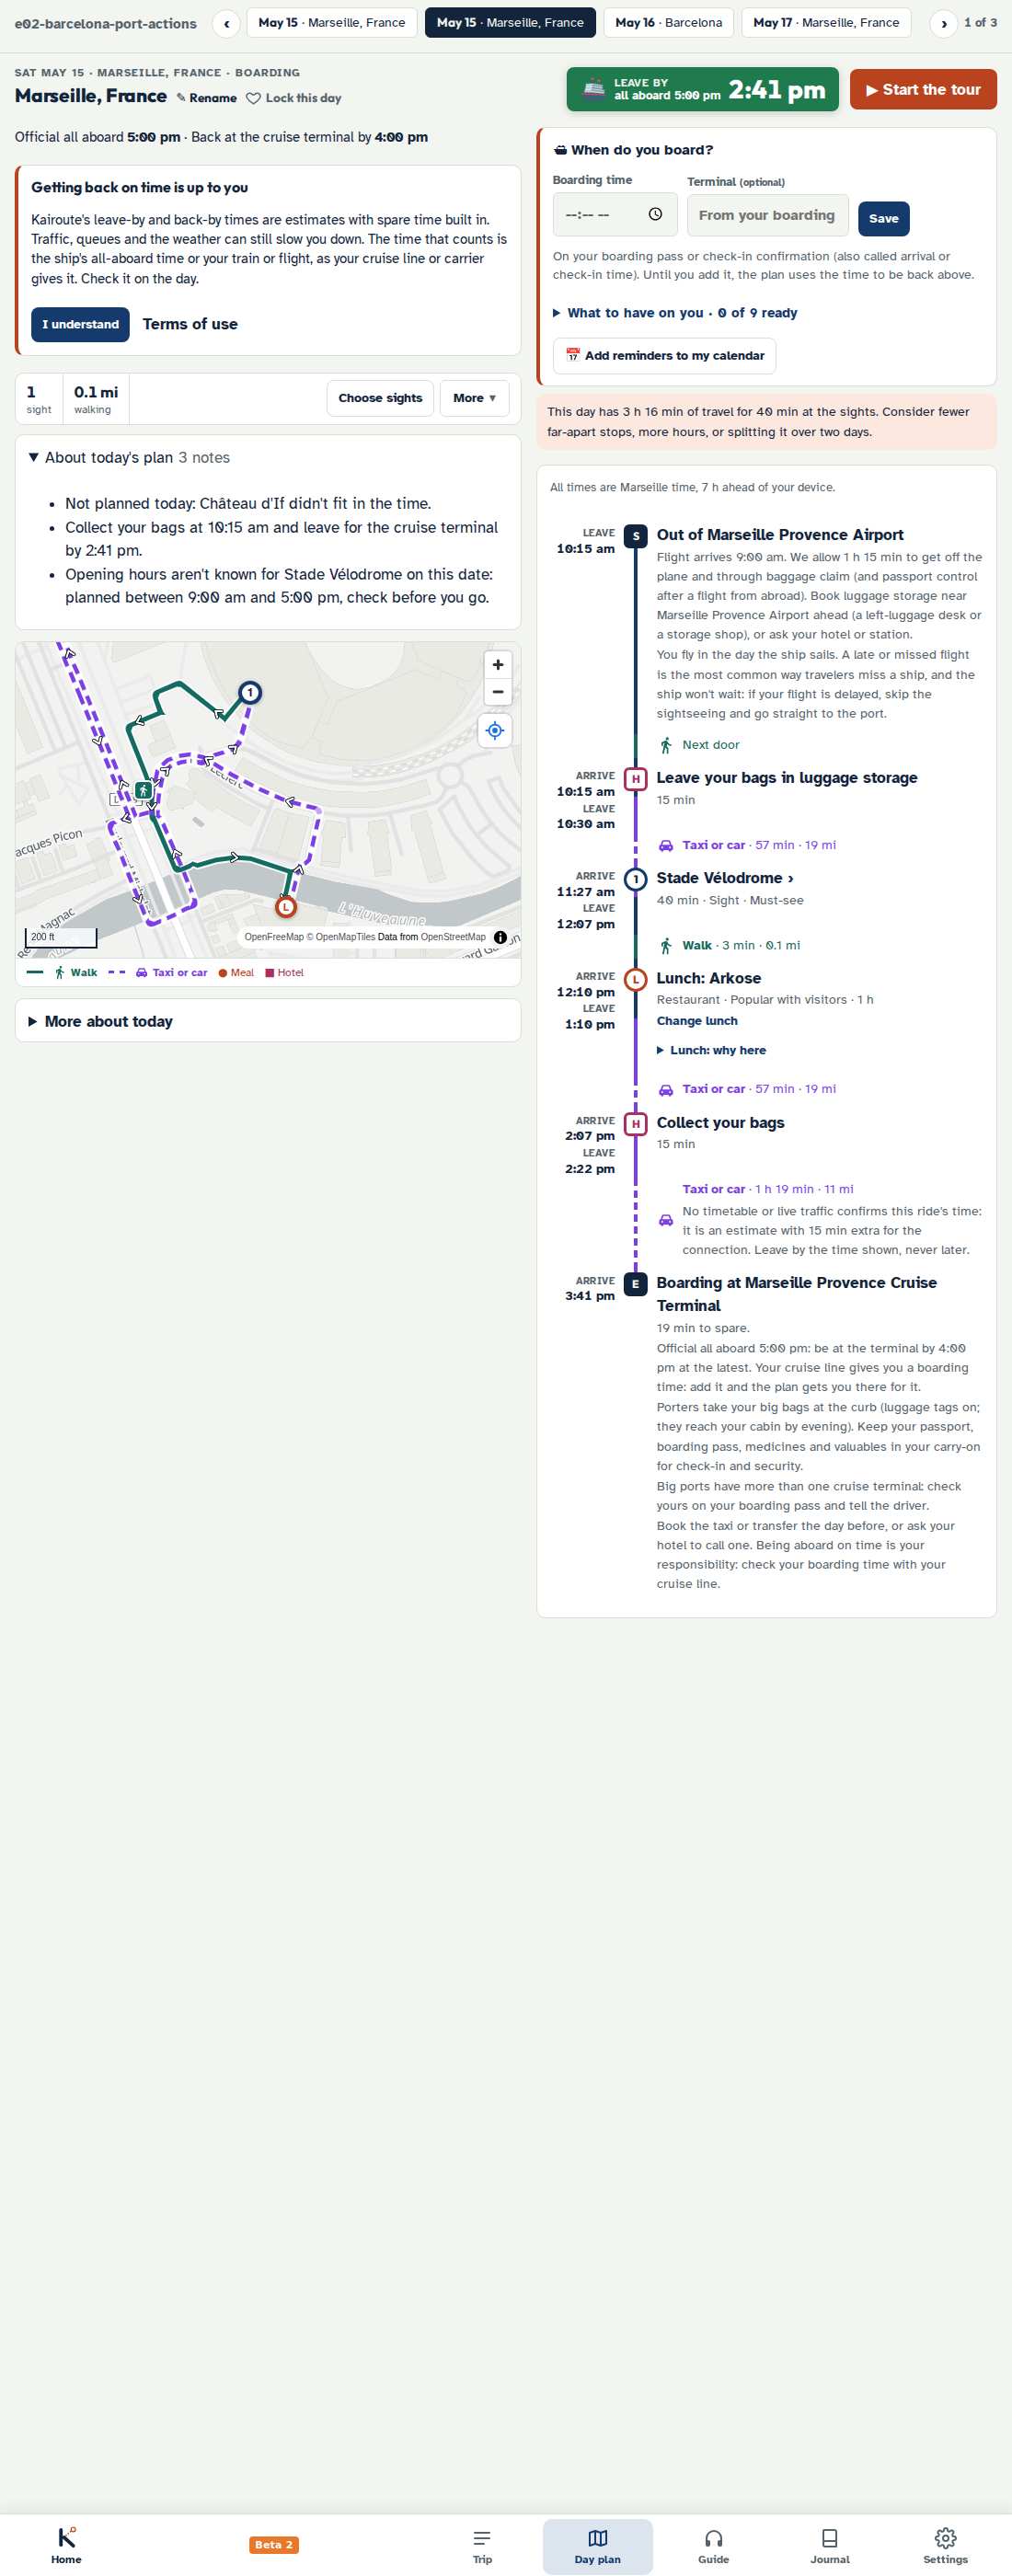 e02-barcelona-port-actions
‹
May 15 · Marseille, France
May 15 · Marseille, France
May 16 · Barcelona
May 17 · Marseille, France
›
1 of 3
SAT MAY 15 · MARSEILLE, FRANCE · BOARDING
Marseille, France ✎ Rename Lock this day
LEAVE BY
all aboard 5:00 pm 2:41 pm
▶ Start the tour
Official all aboard 5:00 pm · Back at the cruise terminal by 4:00 pm
Getting back on time is up to you
Kairoute's leave-by and back-by times are estimates with spare time built in.
Traffic, queues and the weather can still slow you down. The time that counts is
the ship's all-aboard time or your train or flight, as your cruise line or carrier
gives it. Check it on the day.
I understand Terms of use
1
sight
0.1 mi
walking
Choose sights
More ▼
▼ About today's plan 3 notes
• Not planned today: Château d'If didn't fit in the time.
• Collect your bags at 10:15 am and leave for the cruise terminal
by 2:41 pm.
• Opening hours aren't known for Stade Vélodrome on this date:
planned between 9:00 am and 5:00 pm, check before you go.
1
+
−
acques Picon
Magnac
L
L'Huveaune
200 ft
OpenFreeMap © OpenMapTiles Data from OpenStreetMap
Walk Taxi or car Meal Hotel
▶ More about today
When do you board?
Boarding time
Terminal (optional)
--:-- --
From your boarding
Save
On your boarding pass or check-in confirmation (also called arrival or
check-in time). Until you add it, the plan uses the time to be back above.
▶ What to have on you · 0 of 9 ready
Add reminders to my calendar
This day has 3 h 16 min of travel for 40 min at the sights. Consider fewer
far-apart stops, more hours, or splitting it over two days.
All times are Marseille time, 7 h ahead of your device.
LEAVE
10:15 am
S
Out of Marseille Provence Airport
Flight arrives 9:00 am. We allow 1 h 15 min to get off the
plane and through baggage claim (and passport control
after a flight from abroad). Book luggage storage near
Marseille Provence Airport ahead (a left-luggage desk or
a storage shop), or ask your hotel or station.
You fly in the day the ship sails. A late or missed flight
is the most common way travelers miss a ship, and the
ship won't wait: if your flight is delayed, skip the
sightseeing and go straight to the port.
Next door
ARRIVE
10:15 am
LEAVE
10:30 am
H
Leave your bags in luggage storage
15 min
Taxi or car · 57 min · 19 mi
ARRIVE
11:27 am
LEAVE
12:07 pm
1
Stade Vélodrome ›
40 min · Sight · Must-see
Walk · 3 min · 0.1 mi
ARRIVE
12:10 pm
LEAVE
1:10 pm
L
Lunch: Arkose
Restaurant · Popular with visitors · 1 h
Change lunch
▶ Lunch: why here
Taxi or car · 57 min · 19 mi
ARRIVE
2:07 pm
LEAVE
2:22 pm
H
Collect your bags
15 min
Taxi or car · 1 h 19 min · 11 mi
No timetable or live traffic confirms this ride's time:
it is an estimate with 15 min extra for the
connection. Leave by the time shown, never later.
ARRIVE
3:41 pm
E
Boarding at Marseille Provence Cruise
Terminal
19 min to spare.
Official all aboard 5:00 pm: be at the terminal by 4:00
pm at the latest. Your cruise line gives you a boarding
time: add it and the plan gets you there for it.
Porters take your big bags at the curb (luggage tags on;
they reach your cabin by evening). Keep your passport,
boarding pass, medicines and valuables in your carry-on
for check-in and security.
Big ports have more than one cruise terminal: check
yours on your boarding pass and tell the driver.
Book the taxi or transfer the day before, or ask your
hotel to call one. Being aboard on time is your
responsibility: check your boarding time with your
cruise line.
Home
Beta 2
Trip
Day plan
Guide
Journal
Settings